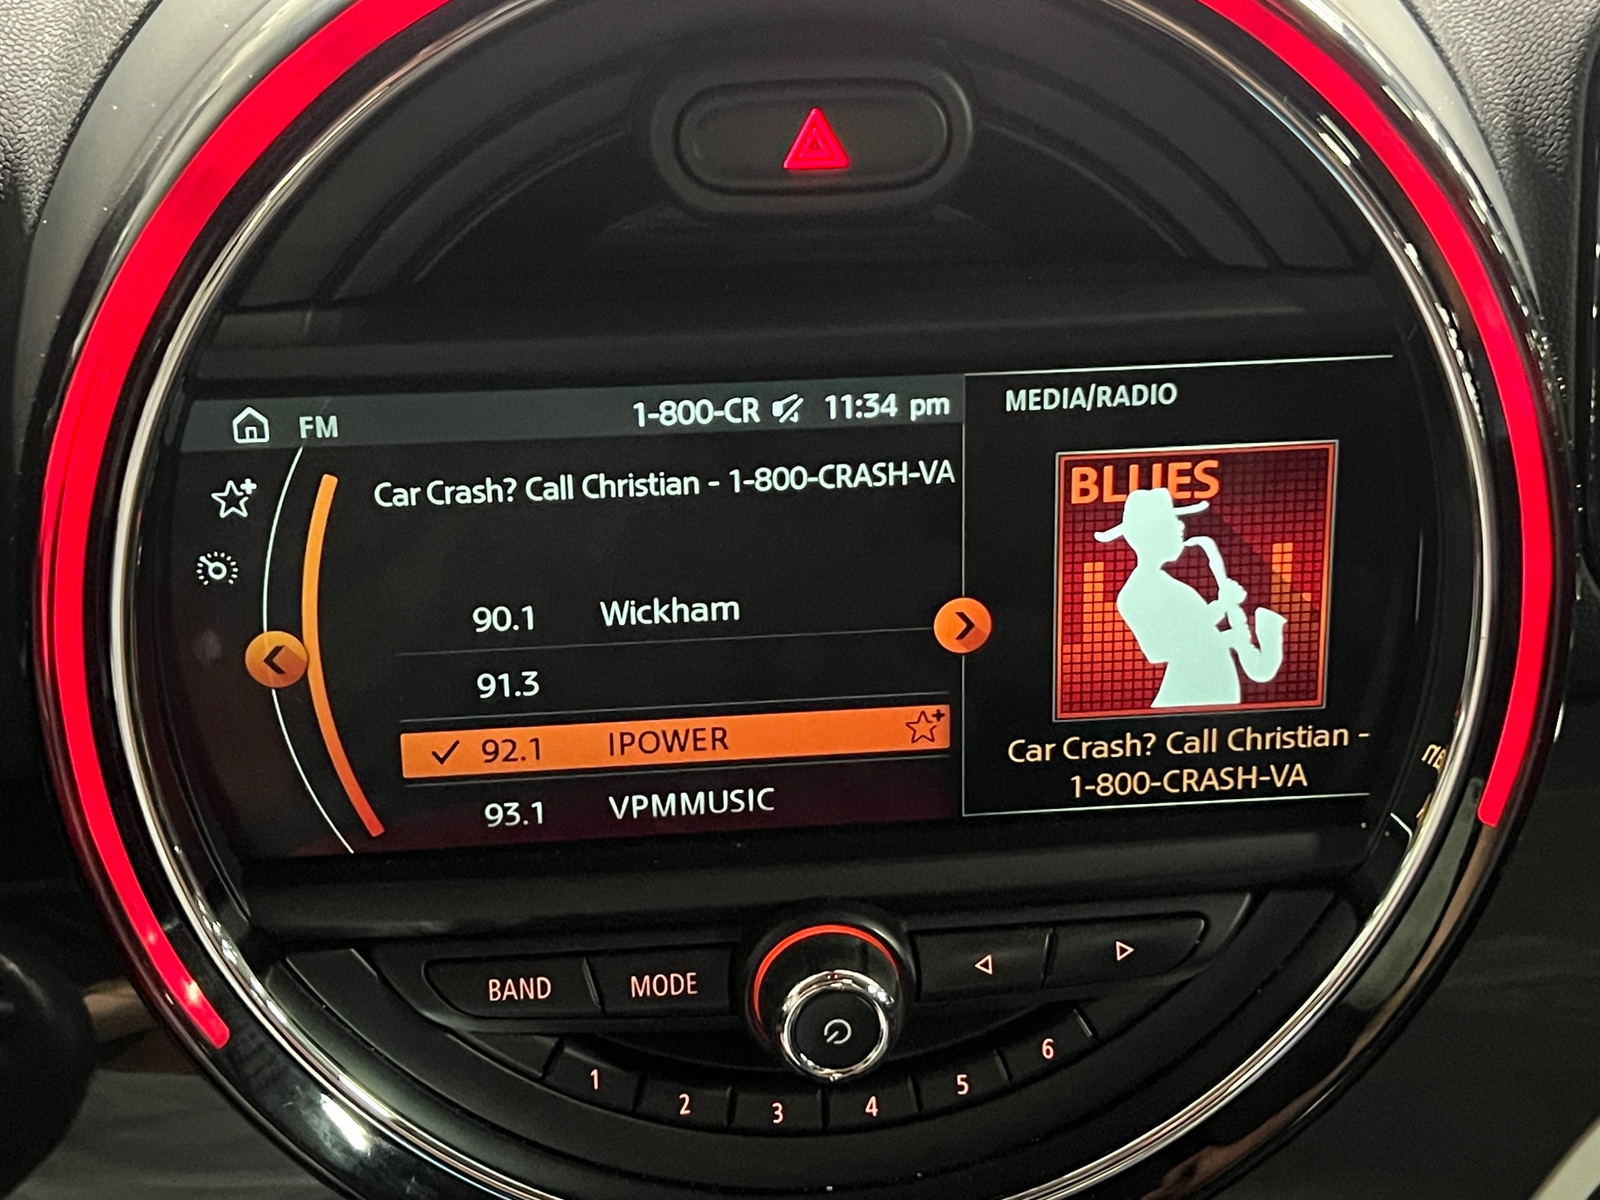 FM
1-800-CR 11:34 pm
MEDIA/RADIO
Car Crash? Call Christian - 1-800-CRASH-VA
90.1 Wickham
91.3
92.1 IPOWER
93.1 VPMMUSIC
BLUES
Car Crash? Call Christian -
1-800-CRASH-VA
BAND
MODE
1
2
3
4
5
6